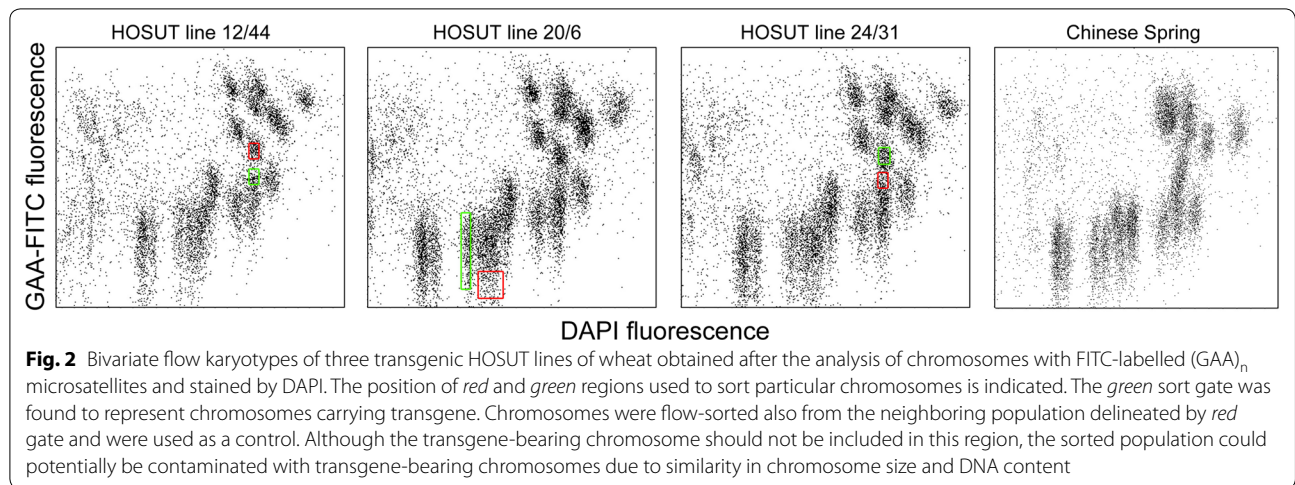 HOSUT line 12/44
HOSUT line 20/6
HOSUT line 24/31
Chinese Spring
GAA-FITC fluorescence
DAPI fluorescence
Fig. 2 Bivariate flow karyotypes of three transgenic HOSUT lines of wheat obtained after the analysis of chromosomes with FITC-labelled (GAA)n
microsatellites and stained by DAPI. The position of red and green regions used to sort particular chromosomes is indicated. The green sort gate was
found to represent chromosomes carrying transgene. Chromosomes were flow-sorted also from the neighboring population delineated by red
gate and were used as a control. Although the transgene-bearing chromosome should not be included in this region, the sorted population could
potentially be contaminated with transgene-bearing chromosomes due to similarity in chromosome size and DNA content